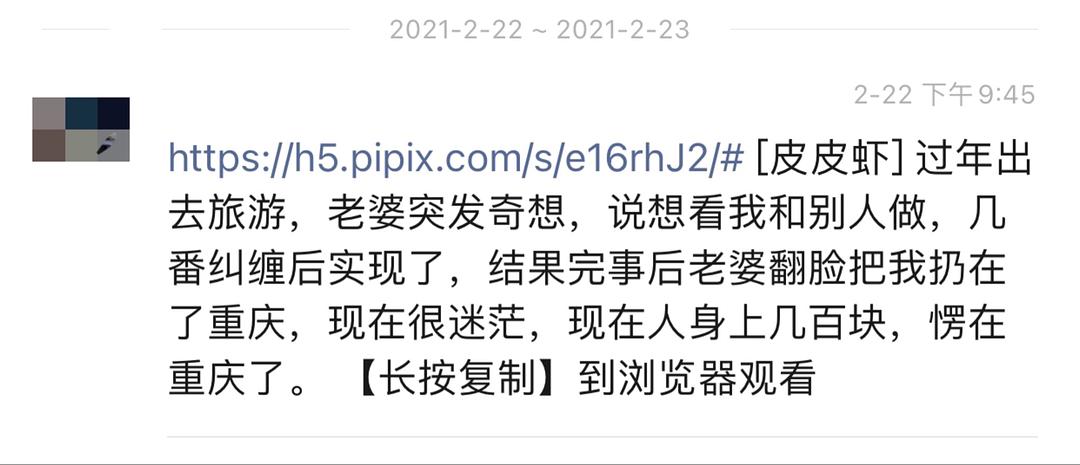 2021-2-22 ~ 2021-2-23
2-22 下午9:45
https://h5.pipix.com/s/e16rhJ2/# [皮皮虾] 过年出
去旅游，老婆突发奇想，说想看我和别人做，几
番纠缠后实现了，结果完事后老婆翻脸把我扔在
了重庆，现在很迷茫，现在人身上几百块，愣在
重庆了。 【长按复制】到浏览器观看